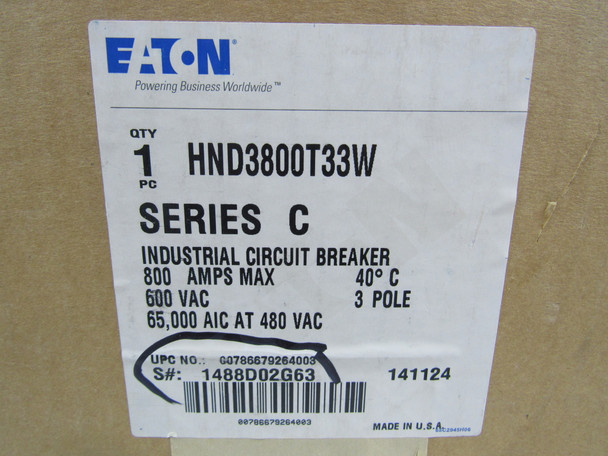 EATON
Powering Business Worldwide™
QTY
1 HND3800T33W
PC
SERIES C
INDUSTRIAL CIRCUIT BREAKER
800 AMPS MAX 40° C
600 VAC 3 POLE
65,000 AIC AT 480 VAC
UPC NO.: 00786679264003
S#: 1488D02G63 141124
00786679264003
MADE IN U.S.A.